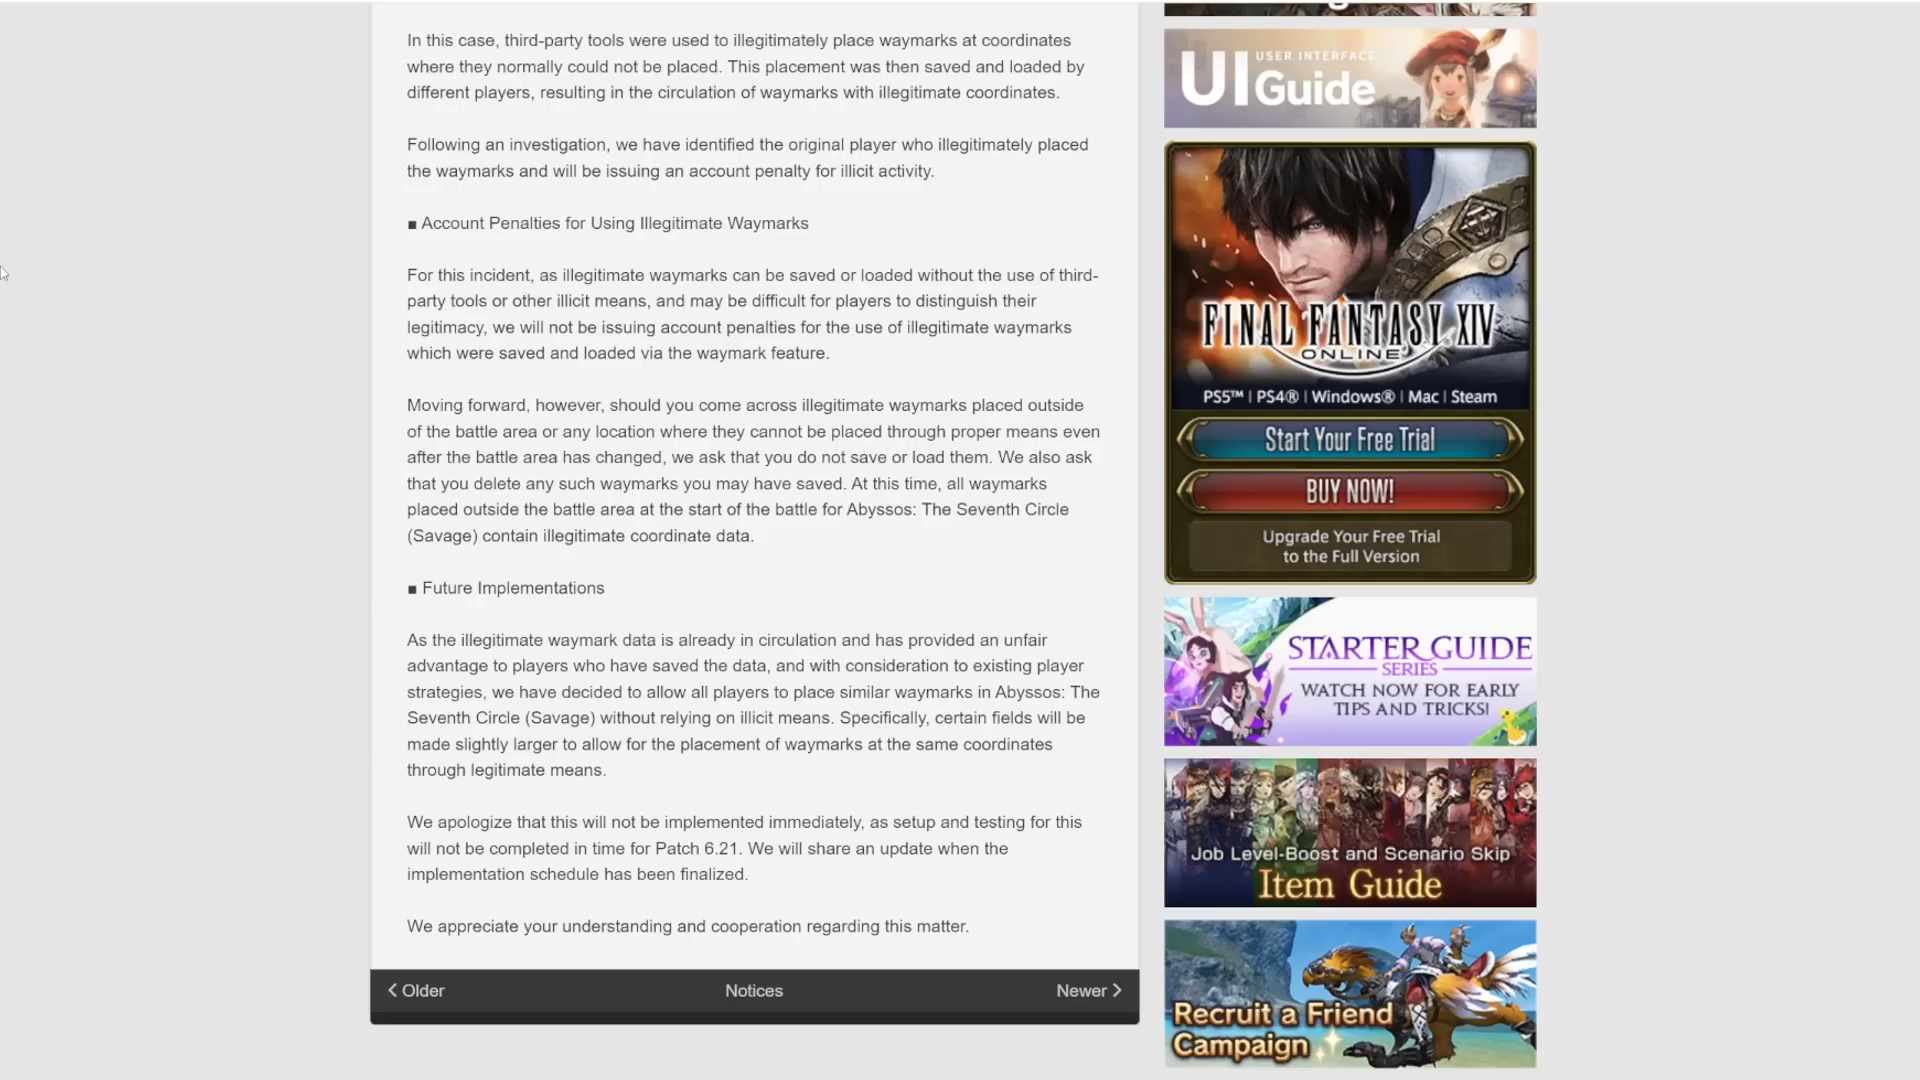 In this case, third-party tools were used to illegitimately place waymarks at coordinates
where they normally could not be placed. This placement was then saved and loaded by
different players, resulting in the circulation of waymarks with illegitimate coordinates.
Following an investigation, we have identified the original player who illegitimately placed
the waymarks and will be issuing an account penalty for illicit activity.
■ Account Penalties for Using Illegitimate Waymarks
For this incident, as illegitimate waymarks can be saved or loaded without the use of third-
party tools or other illicit means, and may be difficult for players to distinguish their
legitimacy, we will not be issuing account penalties for the use of illegitimate waymarks
which were saved and loaded via the waymark feature.
Moving forward, however, should you come across illegitimate waymarks placed outside
of the battle area or any location where they cannot be placed through proper means even
after the battle area has changed, we ask that you do not save or load them. We also ask
that you delete any such waymarks you may have saved. At this time, all waymarks
placed outside the battle area at the start of the battle for Abyssos: The Seventh Circle
(Savage) contain illegitimate coordinate data.
■ Future Implementations
As the illegitimate waymark data is already in circulation and has provided an unfair
advantage to players who have saved the data, and with consideration to existing player
strategies, we have decided to allow all players to place similar waymarks in Abyssos: The
Seventh Circle (Savage) without relying on illicit means. Specifically, certain fields will be
made slightly larger to allow for the placement of waymarks at the same coordinates
through legitimate means.
We apologize that this will not be implemented immediately, as setup and testing for this
will not be completed in time for Patch 6.21. We will share an update when the
implementation schedule has been finalized.
We appreciate your understanding and cooperation regarding this matter.
Older
Notices
Newer
UI USER INTERFACE
Guide
FINAL FANTASY XIV
ONLINE
PS5™ | PS4® | Windows® | Mac | Steam
Start Your Free Trial
BUY NOW!
Upgrade Your Free Trial
to the Full Version
STARTER GUIDE
SERIES
WATCH NOW FOR EARLY
TIPS AND TRICKS!
Job Level-Boost and Scenario Skip
Item Guide
Recruit a Friend
Campaign